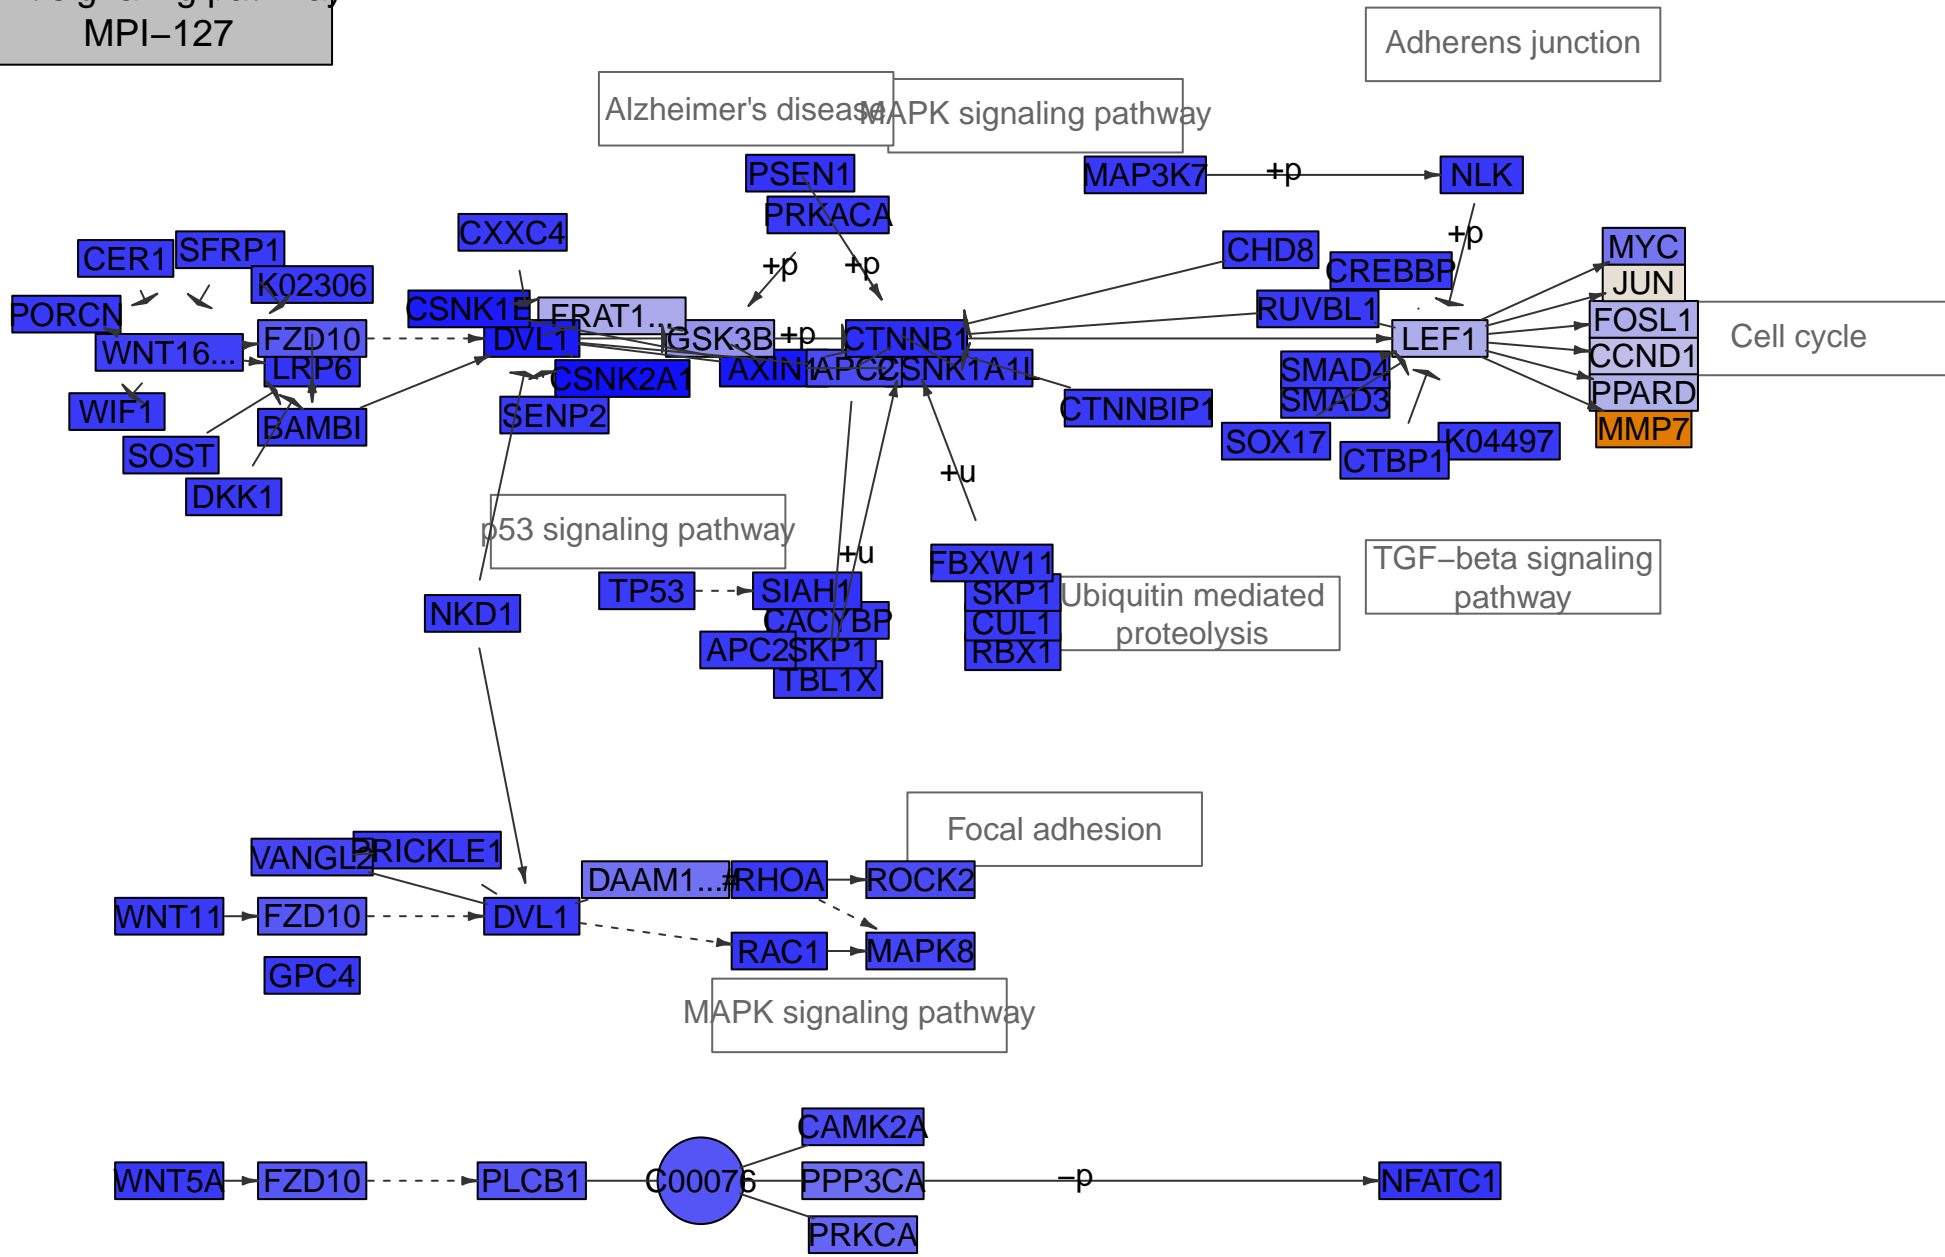 signaling pathway
MPI−127
Adherens junction
Alzheimer's disease
MAPK signaling pathway
PSEN1
MAP3K7
+p
NLK
PRKACA
CXXC4
CER1
SFRP1
K02306
+p
+p
+p
CHD8
CREBBP
MYC
JUN
PORCN
CSNK1E
FRAT1...
RUVBL1
FOSL1
Cell cycle
WNT16...
FZD10
DVL1
GSK3B
+p
CTNNB1
LEF1
CCND1
LRP6
AXIN1
APC2
CSNK1A1L
SMAD4
PPARD
CSNK2A1
SMAD3
WIF1
SENP2
CTNNBIP1
MMP7
BAMBI
SOST
SOX17
K04497
CTBP1
DKK1
+u
p53 signaling pathway
+u
FBXW11
TGF−beta signaling
pathway
TP53
SIAH1
SKP1
Ubiquitin mediated
proteolysis
NKD1
CACYBP
CUL1
APC2
SKP1
RBX1
TBL1X
Focal adhesion
VANGL2
PRICKLE1
DAAM1...#
RHOA
ROCK2
WNT11
FZD10
DVL1
RAC1
MAPK8
GPC4
MAPK signaling pathway
CAMK2A
WNT5A
FZD10
PLCB1
C00076
PPP3CA
−p
NFATC1
PRKCA